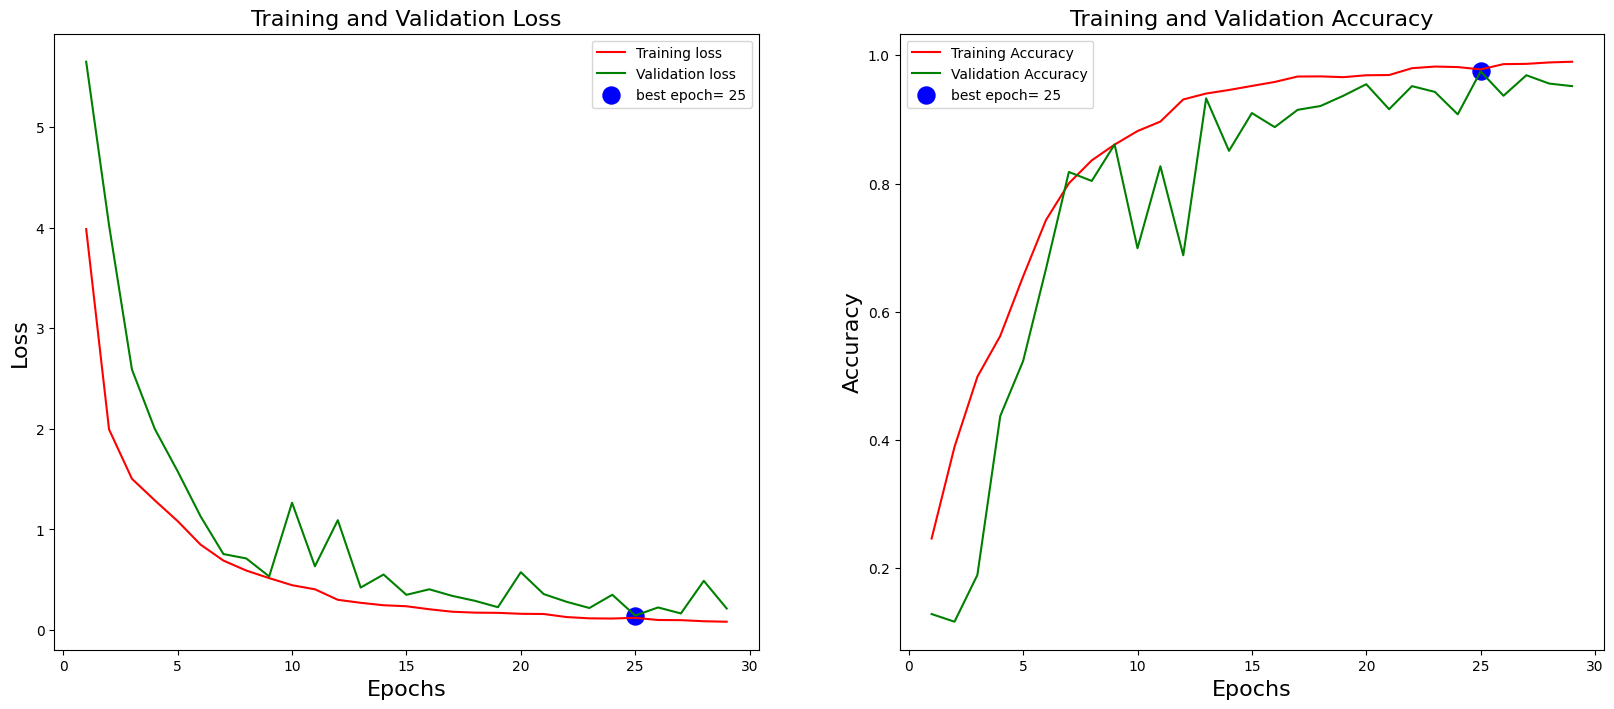 Training and Validation Loss
Training loss
Validation loss
best epoch= 25
Loss
5
4
3
2
1
0
0 5 10 15 20 25 30
Epochs
Training and Validation Accuracy
Training Accuracy
Validation Accuracy
best epoch= 25
Accuracy
1.0
0.8
0.6
0.4
0.2
0 5 10 15 20 25 30
Epochs